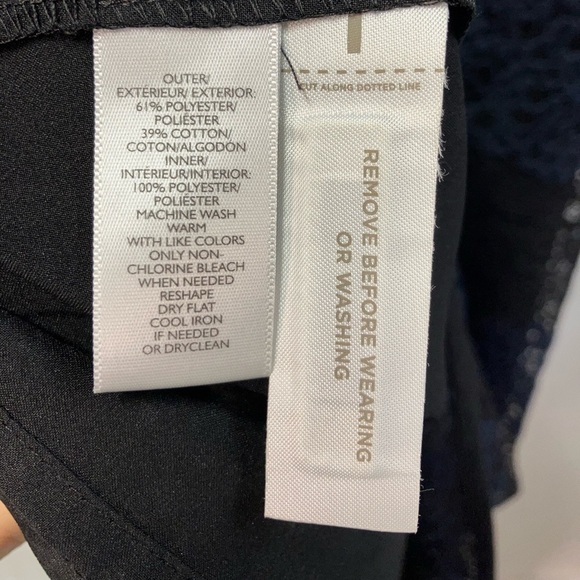 OUTER/
EXTÉRIEUR/ EXTERIOR:
61% POLYESTER/
POLIÉSTER
39% COTTON/
COTON/ALGODON
INNER/
INTÉRIEUR/INTERIOR:
100% POLYESTER/
POLIÉSTER
MACHINE WASH
WARM
WITH LIKE COLORS
ONLY NON-
CHLORINE BLEACH
WHEN NEEDED
RESHAPE
DRY FLAT
COOL IRON
IF NEEDED
OR DRYCLEAN
CUT ALONG DOTTED LINE
REMOVE BEFORE WEARING
OR WASHING